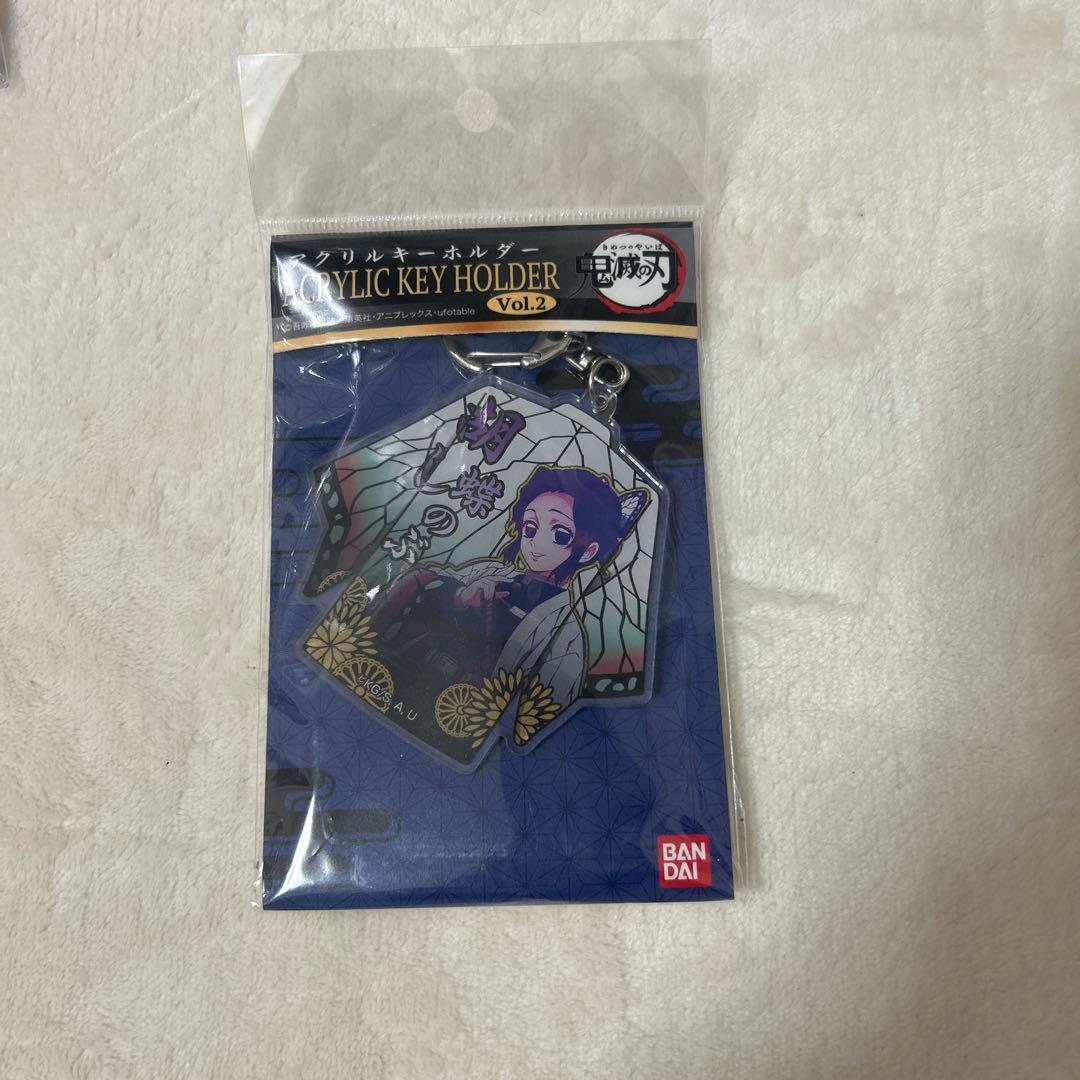 アクリルキーホルダー
ACRYLIC KEY HOLDER
Vol.2
きめつのやいば
鬼滅の刃
英社・アニプレックス・ufotable
胡蝶
しのぶ
©KG/S, A, U
BAN
DAI